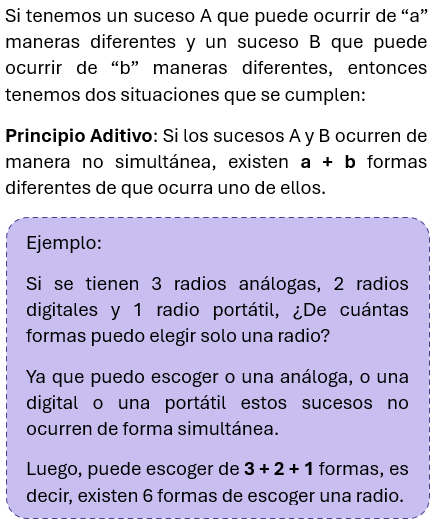 Si tenemos un suceso A que puede ocurrir de “a”
maneras diferentes y un suceso B que puede
ocurrir de “b” maneras diferentes, entonces
tenemos dos situaciones que se cumplen:
Principio Aditivo: Si los sucesos A y B ocurren de
manera no simultánea, existen a + b formas
diferentes de que ocurra uno de ellos.
Ejemplo:
Si se tienen 3 radios análogas, 2 radios
digitales y 1 radio portátil, ¿De cuántas
formas puedo elegir solo una radio?
Ya que puedo escoger o una análoga, o una
digital o una portátil estos sucesos no
ocurren de forma simultánea.
Luego, puede escoger de 3 + 2 + 1 formas, es
decir, existen 6 formas de escoger una radio.